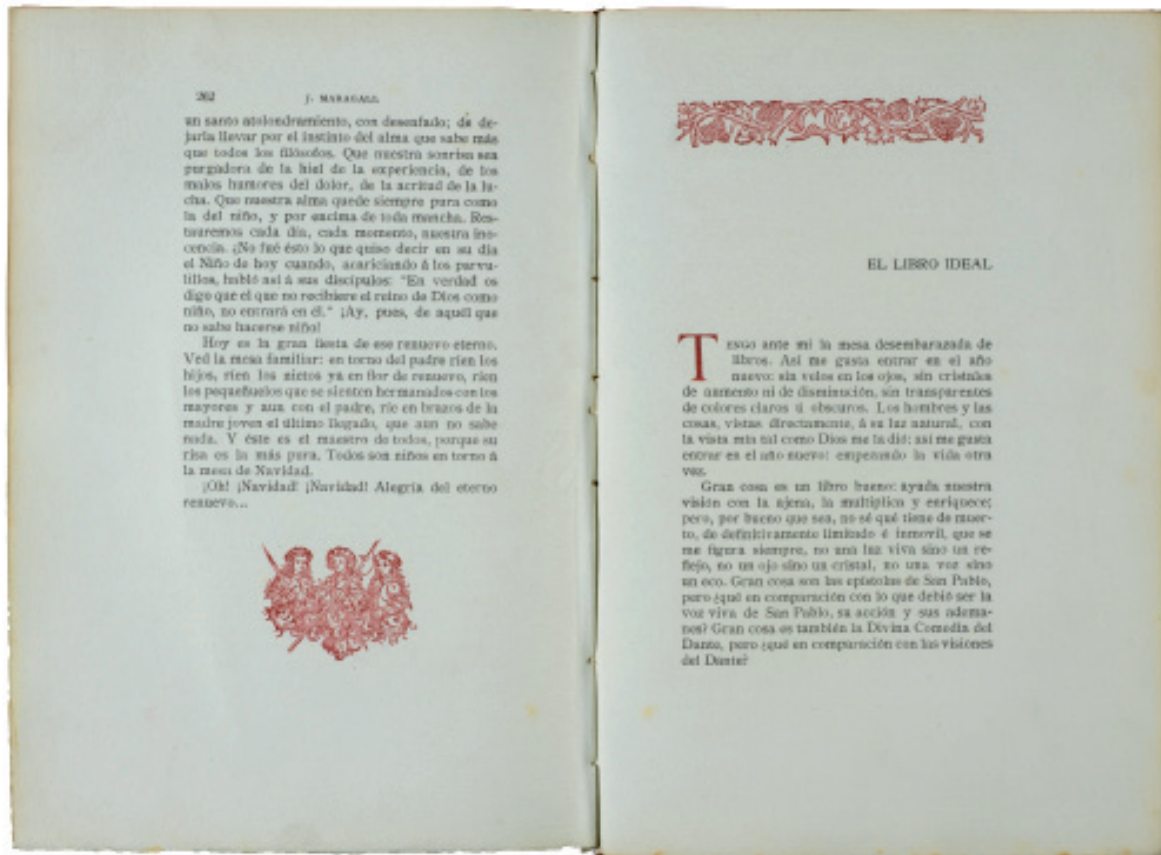 262
J. MARAGALL
un santo atolondramiento, con desenfado; de de-
jarla llevar por el instinto del alma que sabe más
que todos los filósofos. Que nuestra sonrisa sea
purgadora de la hiel de la experiencia, de los
malos humores del dolor, de la acritud de la lu-
cha. Que nuestra alma quede siempre pura como
la del niño, y por encima de toda mancha. Res-
tauremos cada día, cada momento, nuestra ino-
cencia. ¿No fué ésto lo que quiso decir en su día
el Niño de hoy cuando, acariciando á los parvu-
lillos, habló así á sus discípulos: "En verdad os
digo que el que no recibiere el reino de Dios como
niño, no entrará en él." ¡Ay, pues, de aquél que
no sabe hacerse niño!
Hoy es la gran fiesta de ese renuevo eterno.
Ved la mesa familiar: en torno del padre ríen los
hijos, ríen los nietos ya en flor de renuevo, ríen
los pequeñuelos que se sienten hermanados con los
mayores y aun con el padre, ríe en brazos de la
madre joven el último llegado, que aun no sabe
nada. Y éste es el maestro de todos, porque su
risa es la más pura. Todos son niños en torno á
la mesa de Navidad.
¡Oh! ¡Navidad! ¡Navidad! Alegría del eterno
renuevo...
EL LIBRO IDEAL
TENGO ante mí la mesa desembarazada de
libros. Así me gusta entrar en el año
nuevo: sin velos en los ojos, sin cristales
de aumento ni de disminución, sin transparentes
de colores claros ú obscuros. Los hombres y las
cosas, vistas directamente, á su luz natural, con
la vista mía tal como Dios me la dió: así me gusta
entrar en el año nuevo: empezando la vida otra
vez.
Gran cosa es un libro bueno: ayuda nuestra
visión con la ajena, la multiplica y enriquece;
pero, por bueno que sea, no sé qué tiene de muer-
to, de definitivamente limitado é inmovil, que se
me figura siempre, no una luz viva sino un re-
flejo, no un ojo sino un cristal, no una voz sino
un eco. Gran cosa son las epístolas de San Pablo,
pero ¿qué en comparación con lo que debió ser la
voz viva de San Pablo, su acción y sus adema-
nes? Gran cosa es también la Divina Comedia del
Dante, pero ¿qué en comparación con las visiones
del Dante?